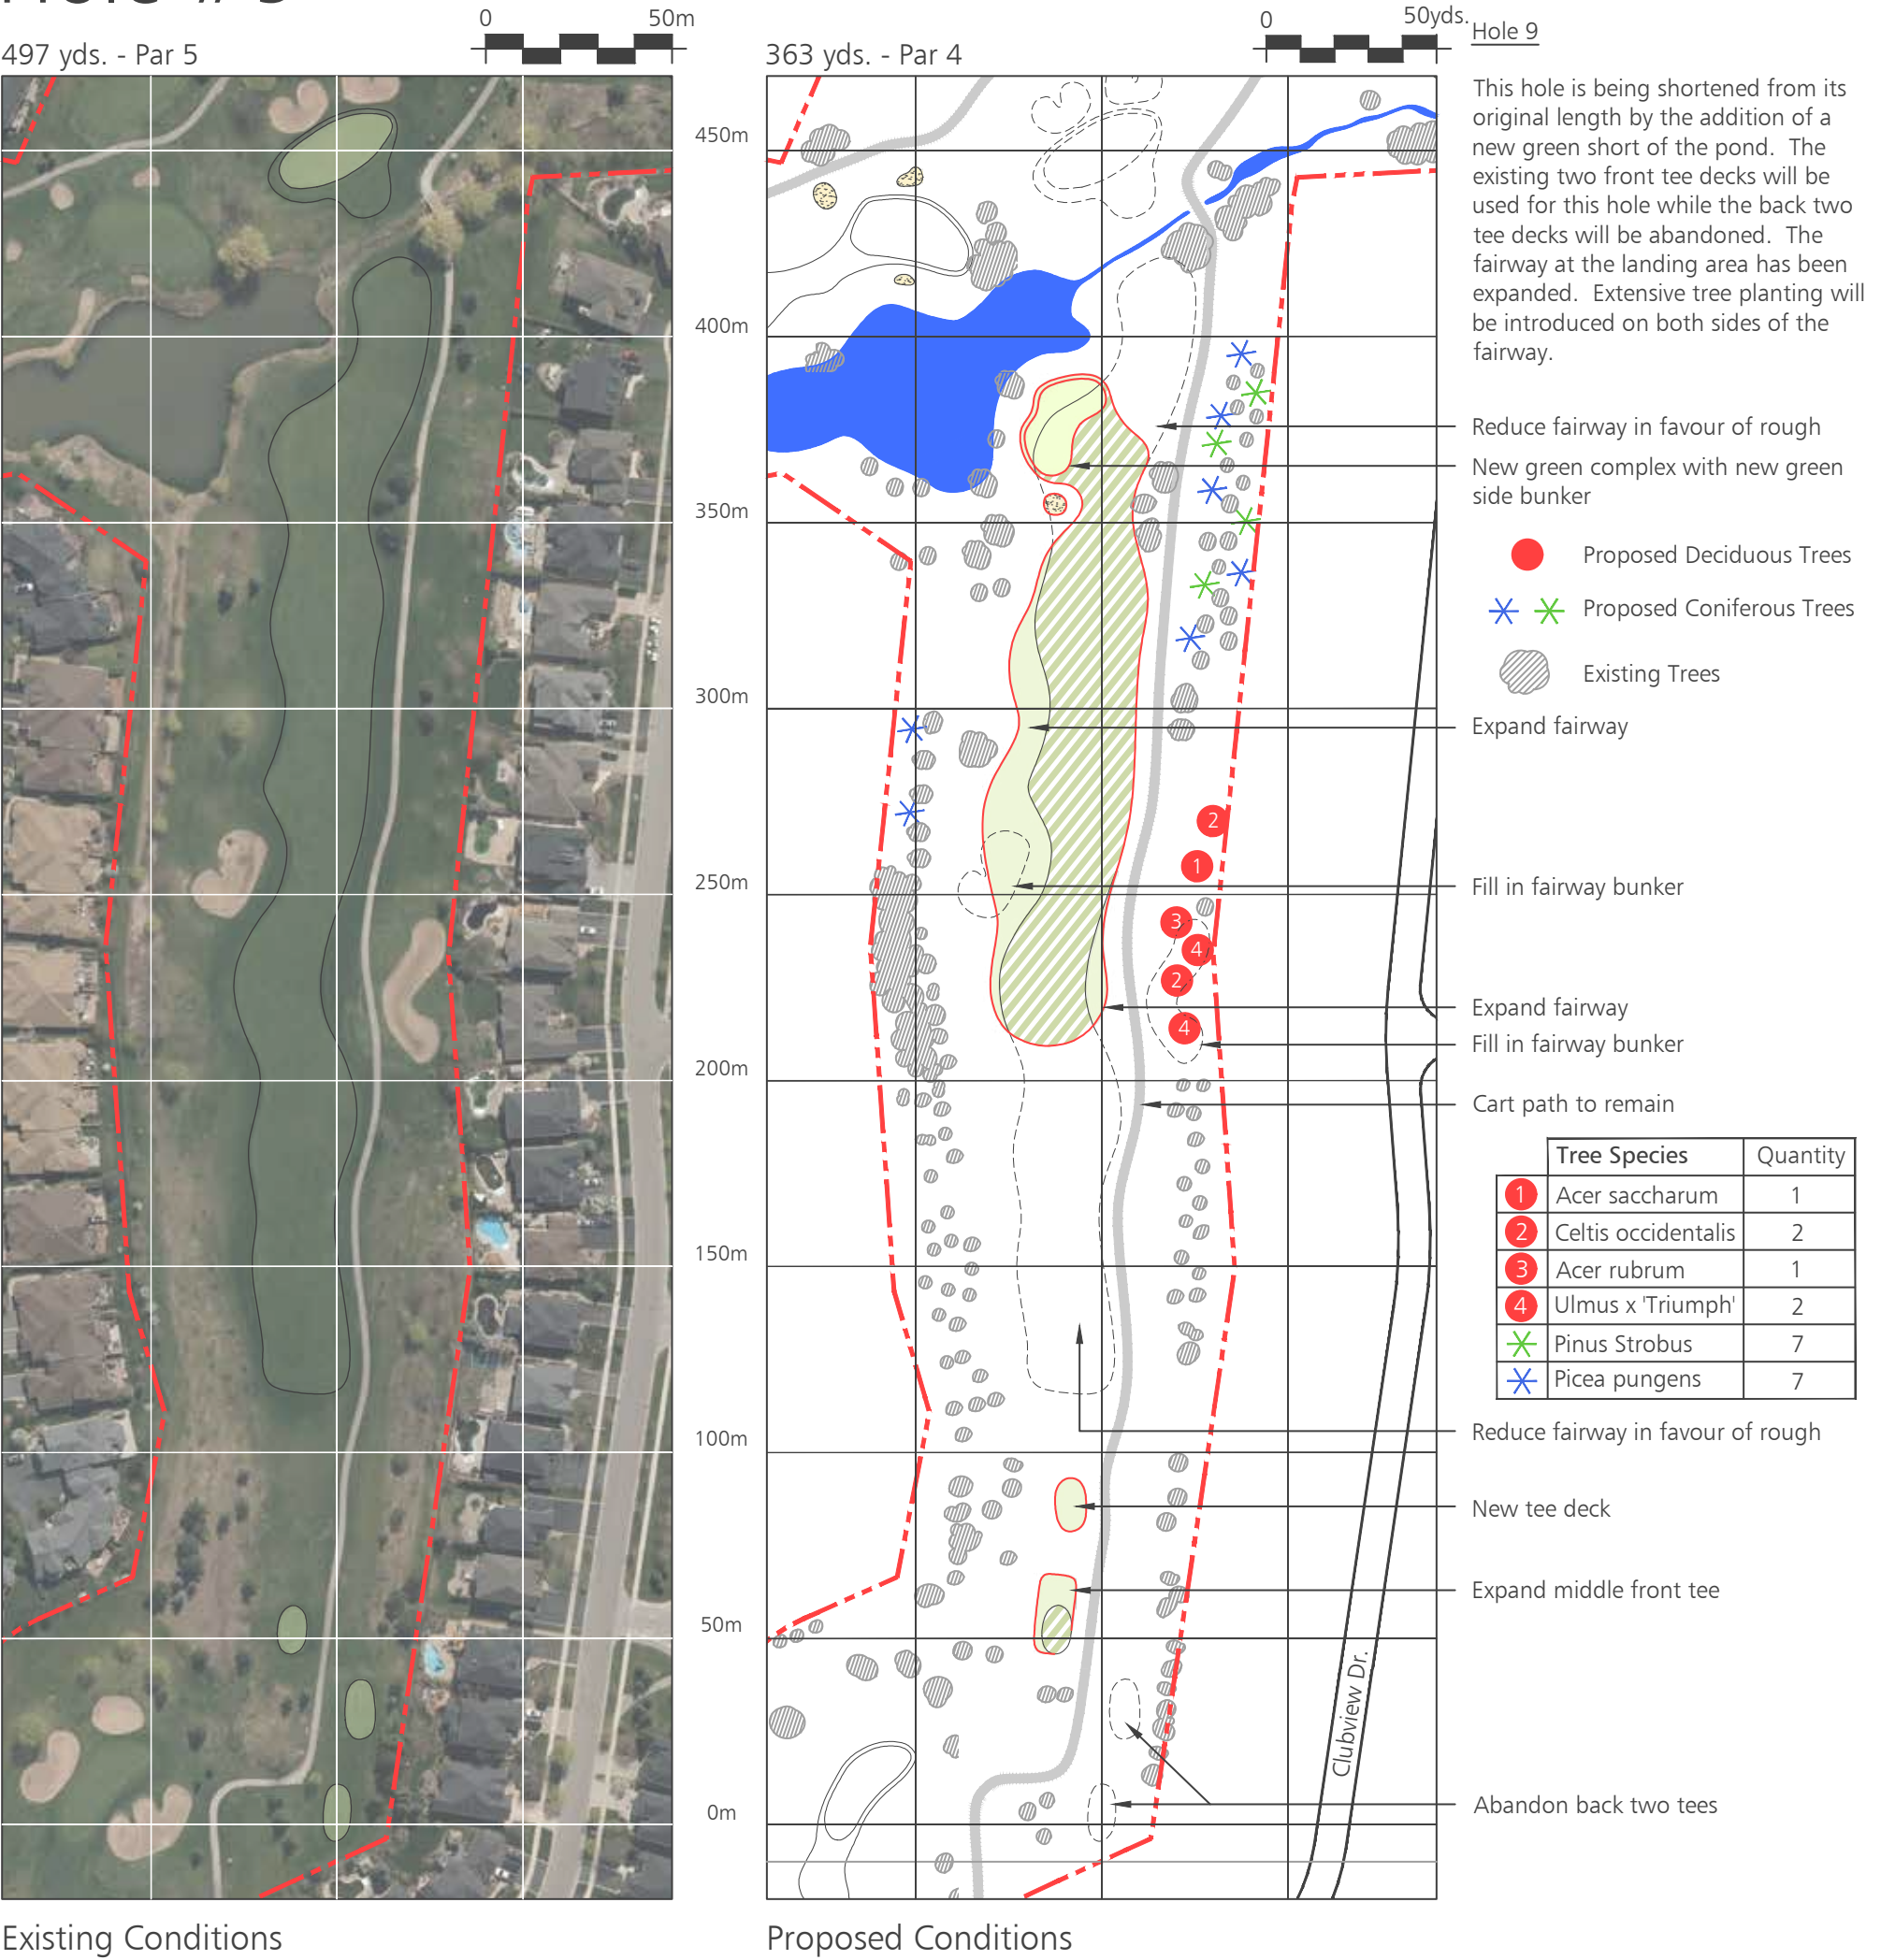 0 50m
497 yds. - Par 5
0 50yds.
363 yds. - Par 4
Hole 9
This hole is being shortened from its
original length by the addition of a
new green short of the pond. The
existing two front tee decks will be
used for this hole while the back two
tee decks will be abandoned. The
fairway at the landing area has been
expanded. Extensive tree planting will
be introduced on both sides of the
fairway.
450m
400m
350m
300m
250m
200m
150m
100m
50m
0m
Reduce fairway in favour of rough
New green complex with new green
side bunker
Proposed Deciduous Trees
Proposed Coniferous Trees
Existing Trees
Expand fairway
2
1
Fill in fairway bunker
3
4
2
4
Expand fairway
Fill in fairway bunker
Cart path to remain
Tree Species Quantity
1 Acer saccharum 1
2 Celtis occidentalis 2
3 Acer rubrum 1
4 Ulmus x 'Triumph' 2
Pinus Strobus 7
Picea pungens 7
Reduce fairway in favour of rough
New tee deck
Expand middle front tee
Clubview Dr.
Abandon back two tees
Existing Conditions
Proposed Conditions